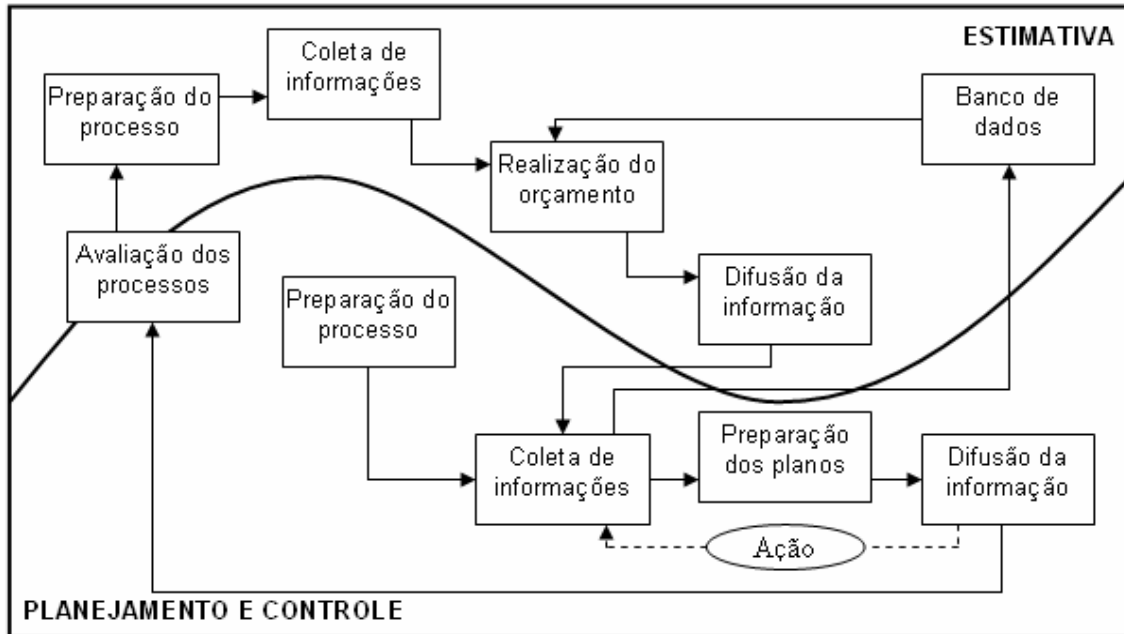 ESTIMATIVA
Coleta de
informações
Preparação do
processo
Banco de
dados
Realização do
orçamento
Avaliação dos
processos
Preparação do
processo
Difusão da
informação
Coleta de
informações
Preparação
dos planos
Difusão da
informação
Ação
PLANEJAMENTO E CONTROLE